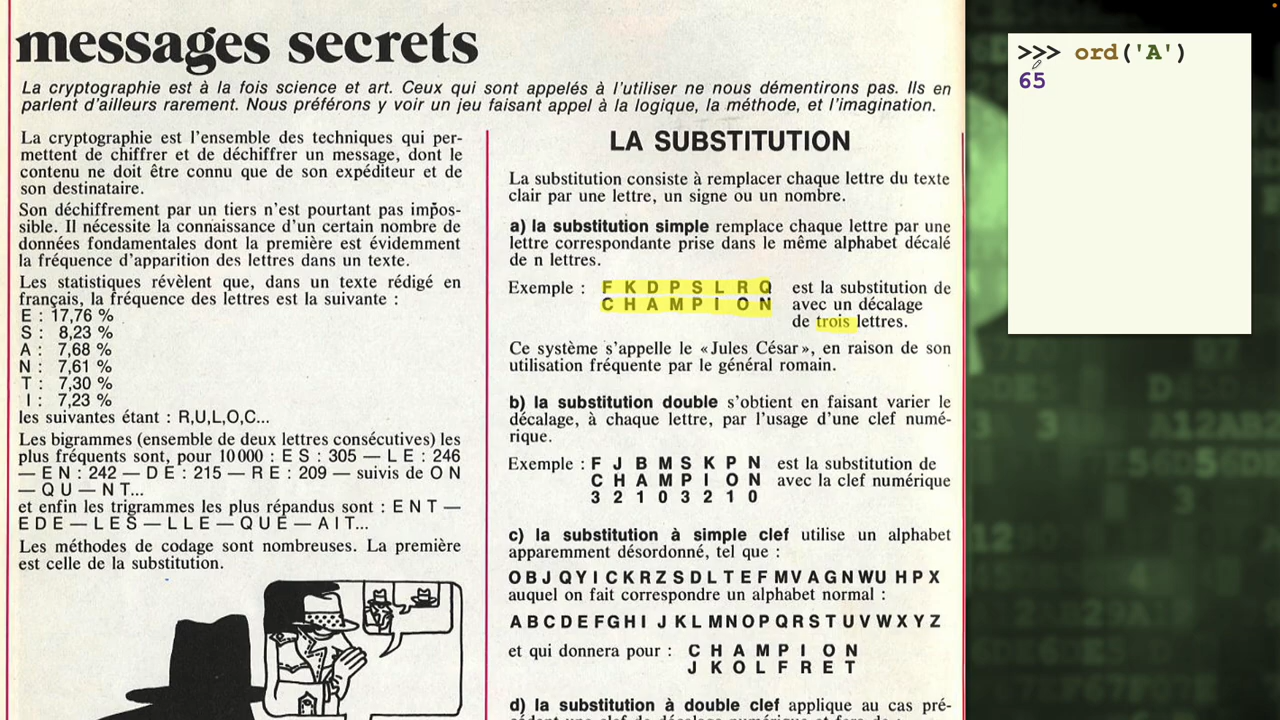 messages secrets
La cryptographie est à la fois science et art. Ceux qui sont appelés à l'utiliser ne nous démentirons pas. Ils en
parlent d'ailleurs rarement. Nous préférons y voir un jeu faisant appel à la logique, la méthode, et l'imagination.
La cryptographie est l'ensemble des techniques qui per-
mettent de chiffrer et de déchiffrer un message, dont le
contenu ne doit être connu que de son expéditeur et de
son destinataire.
Son déchiffrement par un tiers n'est pourtant pas impos-
sible. Il nécessite la connaissance d'un certain nombre de
données fondamentales dont la première est évidemment
la fréquence d'apparition des lettres dans un texte.
Les statistiques révèlent que, dans un texte rédigé en
français, la fréquence des lettres est la suivante :
E : 17,76 %
S : 8,23 %
A : 7,68 %
N : 7,61 %
T : 7,30 %
I : 7,23 %
les suivantes étant : R,U,L,O,C...
Les bigrammes (ensemble de deux lettres consécutives) les
plus fréquents sont, pour 10 000 : E S : 305 — L E : 246
— E N : 242 — D E : 215 — R E : 209 — suivis de O N
— Q U — N T...
et enfin les trigrammes les plus répandus sont : E N T —
E D E — L E S — L L E — Q U E — A I T...
Les méthodes de codage sont nombreuses. La première
est celle de la substitution.
LA SUBSTITUTION
La substitution consiste à remplacer chaque lettre du texte
clair par une lettre, un signe ou un nombre.
a) la substitution simple remplace chaque lettre par une
lettre correspondante prise dans le même alphabet décalé
de n lettres.
Exemple : F K D P S L R Q est la substitution de
C H A M P I O N avec un décalage
de trois lettres.
Ce système s'appelle le «Jules César», en raison de son
utilisation fréquente par le général romain.
b) la substitution double s'obtient en faisant varier le
décalage, à chaque lettre, par l'usage d'une clef numé-
rique.
Exemple : F J B M S K P N est la substitution de
C H A M P I O N avec la clef numérique
3 2 1 0 3 2 1 0
c) la substitution à simple clef utilise un alphabet
apparemment désordonné, tel que :
O B J Q Y I C K R Z S D L T E F M V A G N W U H P X
auquel on fait correspondre un alphabet normal :
A B C D E F G H I J K L M N O P Q R S T U V W X Y Z
et qui donnera pour : C H A M P I O N
J K O L F R E T
d) la substitution à double clef applique au cas pré-
>>> ord('A')
65